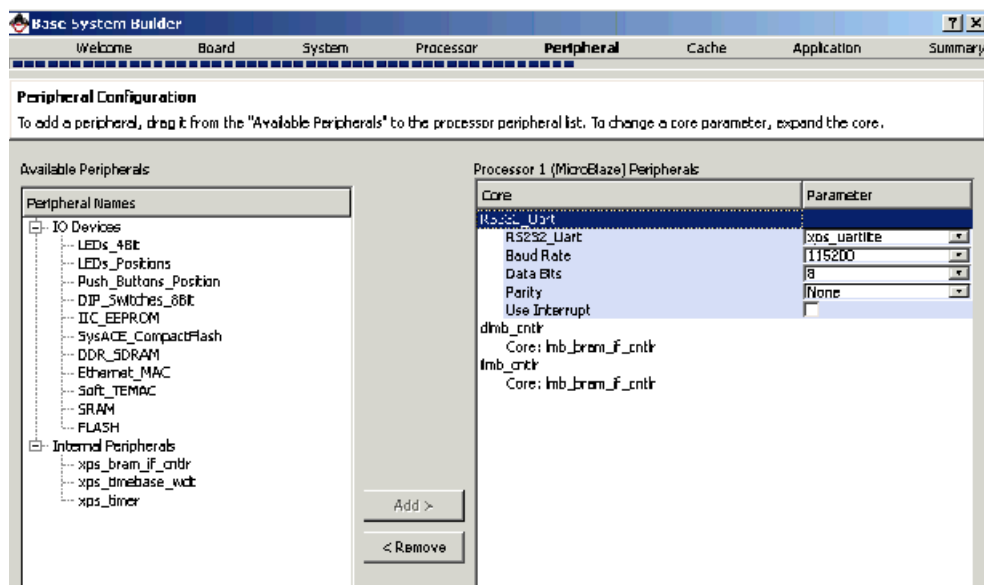 Base System Builder
? X
Welcome Board System Processor Peripheral Cache Application Summary
Peripheral Configuration
To add a peripheral, drag it from the "Available Peripherals" to the processor peripheral list. To change a core parameter, expand the core.
Available Peripherals
Peripheral Names
IO Devices
LEDs_4Bit
LEDs_Positions
Push_Buttons_Position
DIP_Switches_8Bit
IIC_EEPROM
SysACE_CompactFlash
DDR_SDRAM
Ethernet_MAC
Soft_TEMAC
SRAM
FLASH
Internal Peripherals
xps_bram_if_cntlr
xps_timebase_wdt
xps_timer
Add >
< Remove
Processor 1 (MicroBlaze) Peripherals
Core Parameter
RS232_Uart
RS232_Uart xps_uartlite
Baud Rate 115200
Data Bits 8
Parity None
Use Interrupt
dlmb_cntlr
Core: lmb_bram_if_cntlr
ilmb_cntlr
Core: lmb_bram_if_cntlr